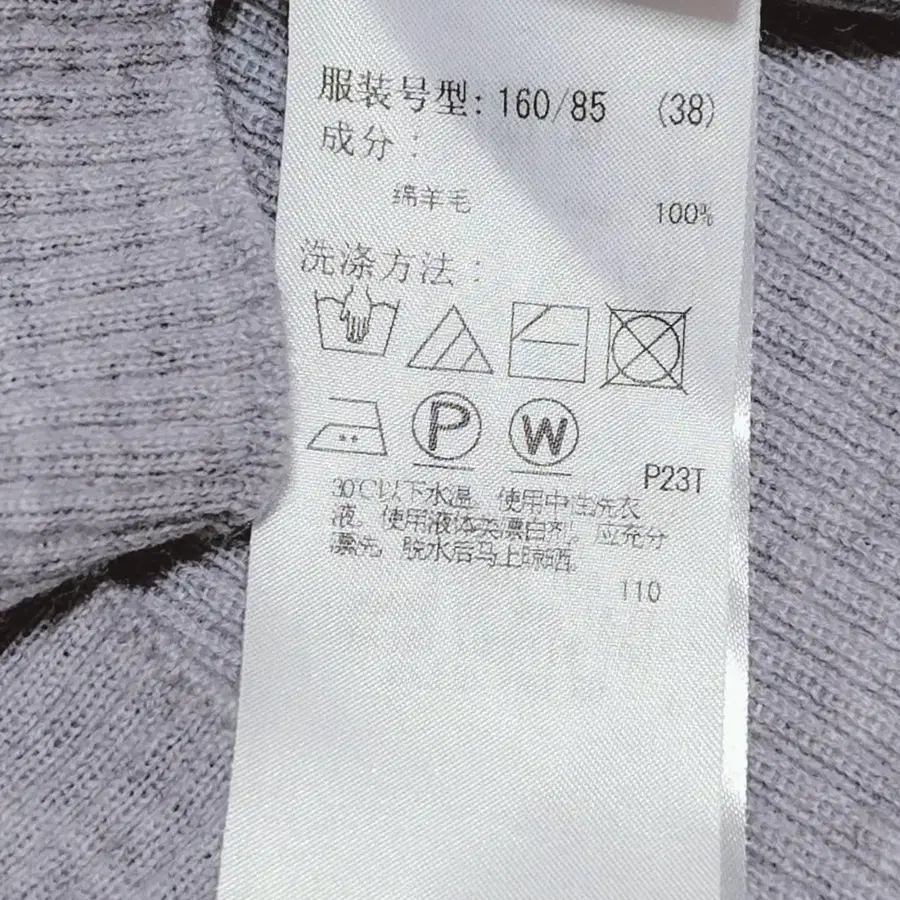 服装号型: 160/85 (38)
成分:
绵羊毛 100%
洗涤方法:
P W
P23T
30℃以下水温。使用中性洗衣
液。使用液体类漂白剂。应充分
漂洗，脱水后马上晾晒。
110